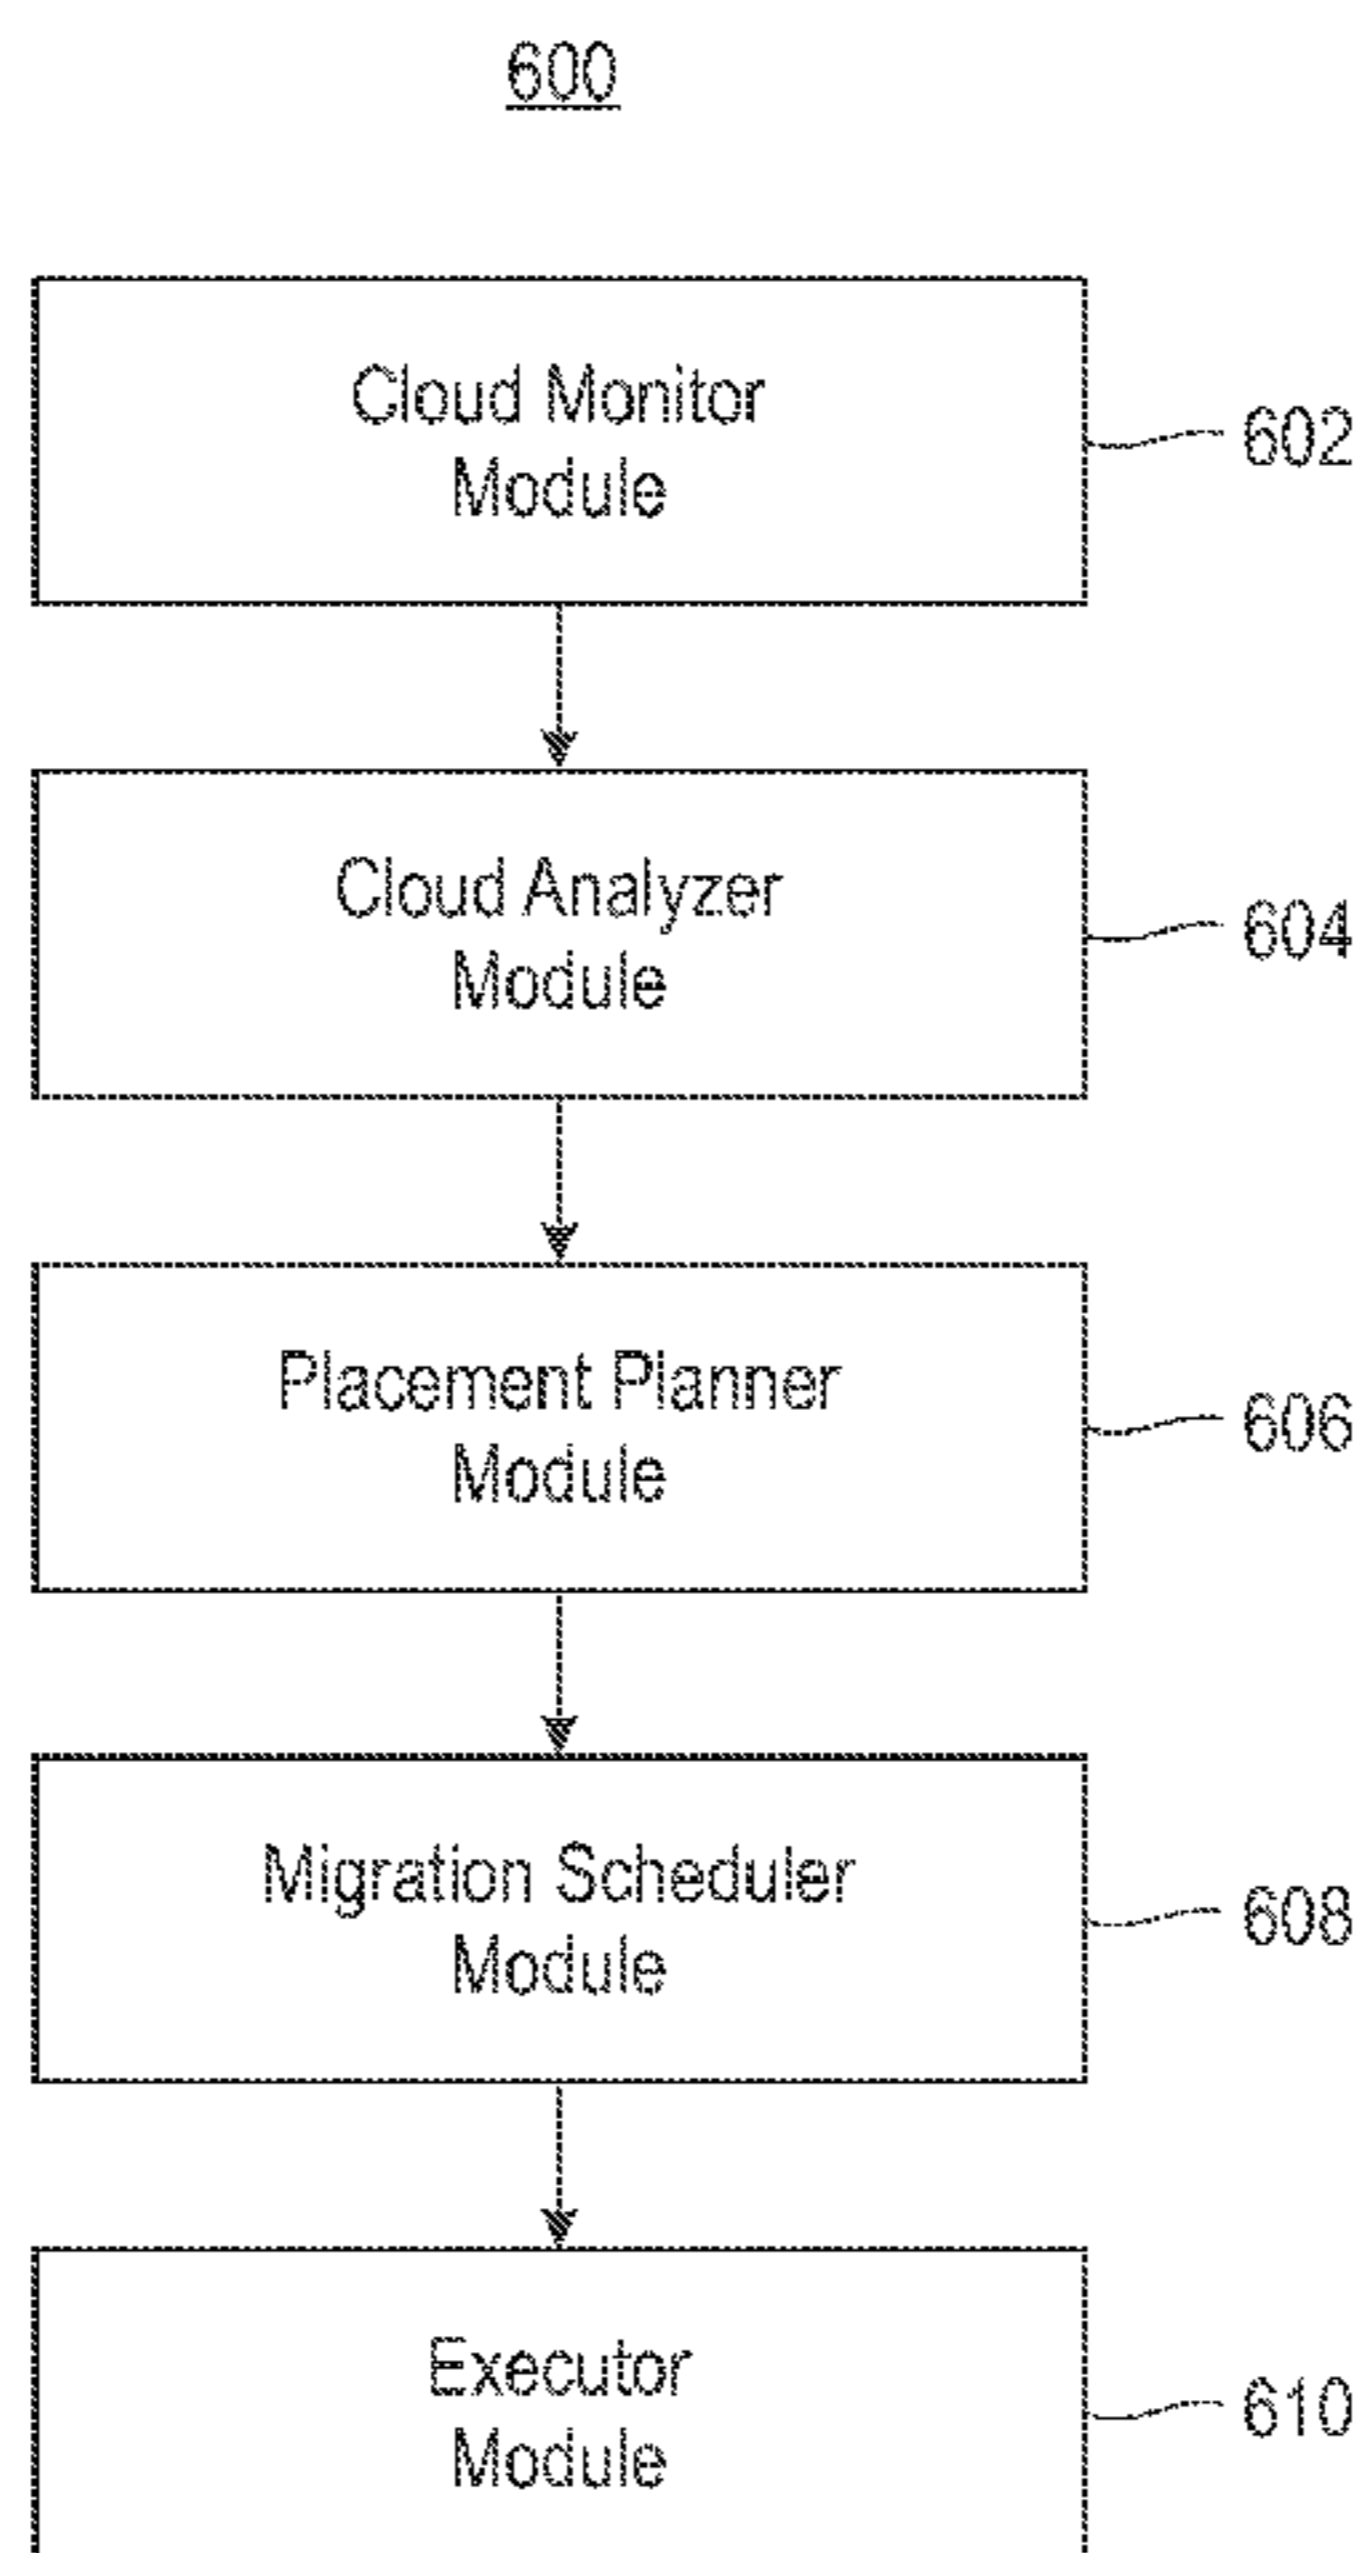 600
Cloud Monitor
Module
602
Cloud Analyzer
Module
604
Placement Planner
Module
606
Migration Scheduler
Module
608
Executor
Module
610